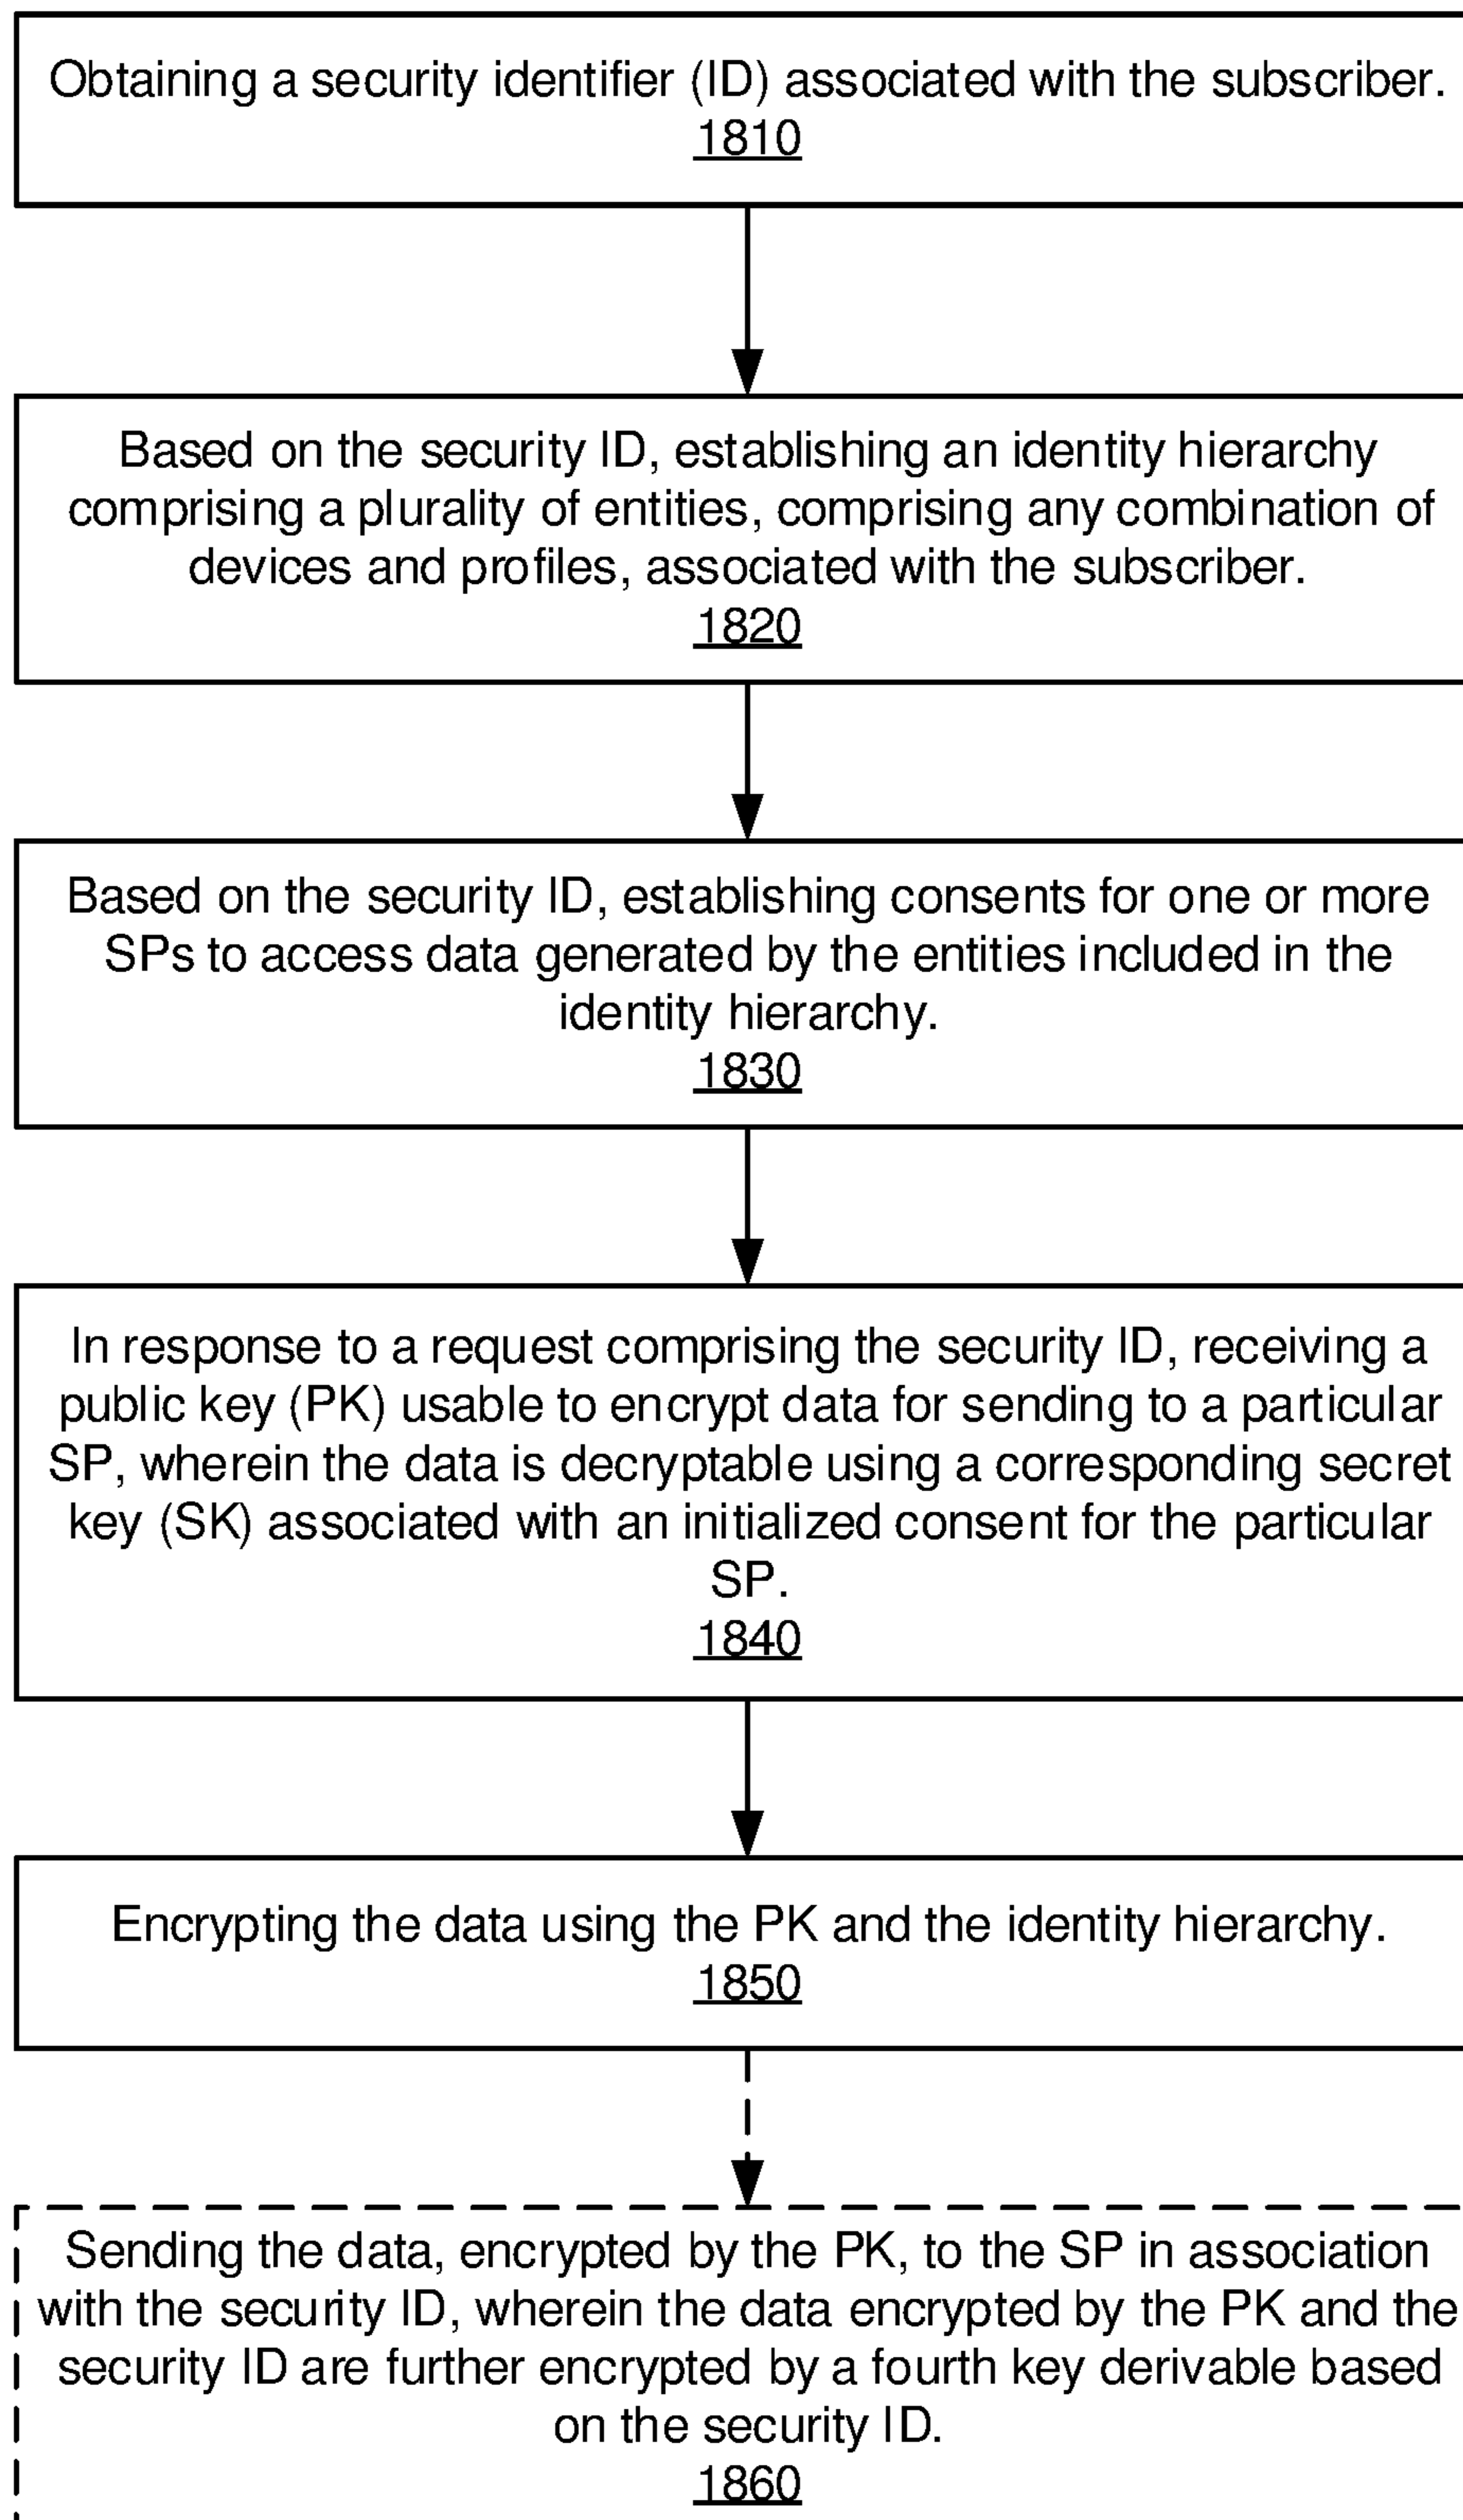 Obtaining a security identifier (ID) associated with the subscriber.
1810
Based on the security ID, establishing an identity hierarchy
comprising a plurality of entities, comprising any combination of
devices and profiles, associated with the subscriber.
1820
Based on the security ID, establishing consents for one or more
SPs to access data generated by the entities included in the
identity hierarchy.
1830
In response to a request comprising the security ID, receiving a
public key (PK) usable to encrypt data for sending to a particular
SP, wherein the data is decryptable using a corresponding secret
key (SK) associated with an initialized consent for the particular
SP.
1840
Encrypting the data using the PK and the identity hierarchy.
1850
Sending the data, encrypted by the PK, to the SP in association
with the security ID, wherein the data encrypted by the PK and the
security ID are further encrypted by a fourth key derivable based
on the security ID.
1860